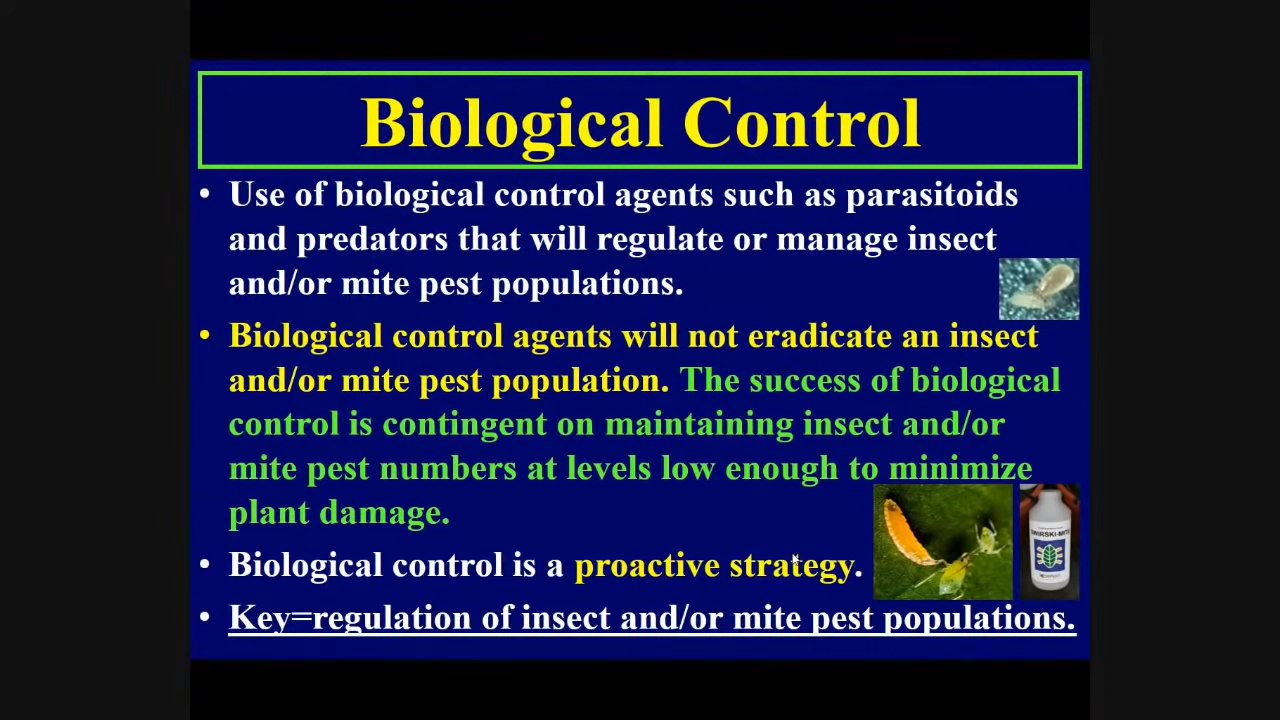 Biological Control
• Use of biological control agents such as parasitoids
and predators that will regulate or manage insect
and/or mite pest populations.
• Biological control agents will not eradicate an insect
and/or mite pest population. The success of biological
control is contingent on maintaining insect and/or
mite pest numbers at levels low enough to minimize
plant damage.
• Biological control is a proactive strategy.
SWIRSKI-MITE
• Key=regulation of insect and/or mite pest populations.